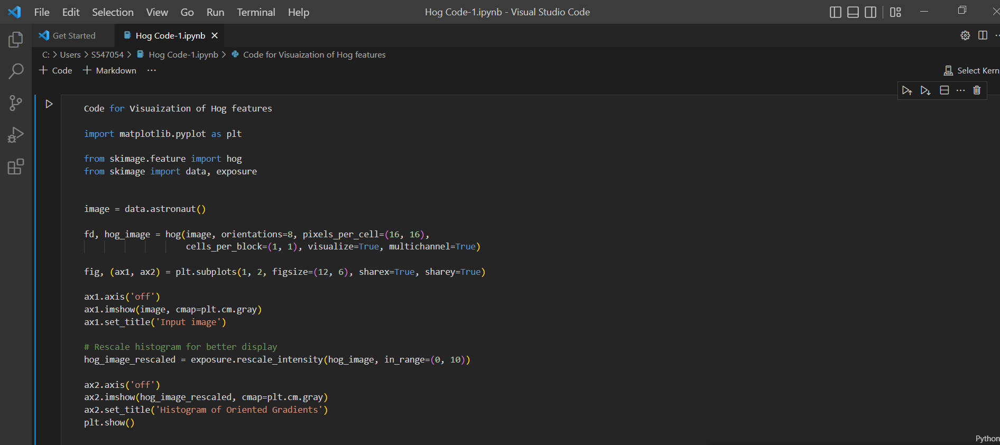 File Edit Selection View Go Run Terminal Help Hog Code-1.ipynb - Visual Studio Code
Get Started Hog Code-1.ipynb
C: > Users > S547054 > Hog Code-1.ipynb > Code for Visuaization of Hog features
+ Code + Markdown ... Select Kern
Code for Visuaization of Hog features
import matplotlib.pyplot as plt
from skimage.feature import hog
from skimage import data, exposure
image = data.astronaut()
fd, hog_image = hog(image, orientations=8, pixels_per_cell=(16, 16),
cells_per_block=(1, 1), visualize=True, multichannel=True)
fig, (ax1, ax2) = plt.subplots(1, 2, figsize=(12, 6), sharex=True, sharey=True)
ax1.axis('off')
ax1.imshow(image, cmap=plt.cm.gray)
ax1.set_title('Input image')
# Rescale histogram for better display
hog_image_rescaled = exposure.rescale_intensity(hog_image, in_range=(0, 10))
ax2.axis('off')
ax2.imshow(hog_image_rescaled, cmap=plt.cm.gray)
ax2.set_title('Histogram of Oriented Gradients')
plt.show()
Python